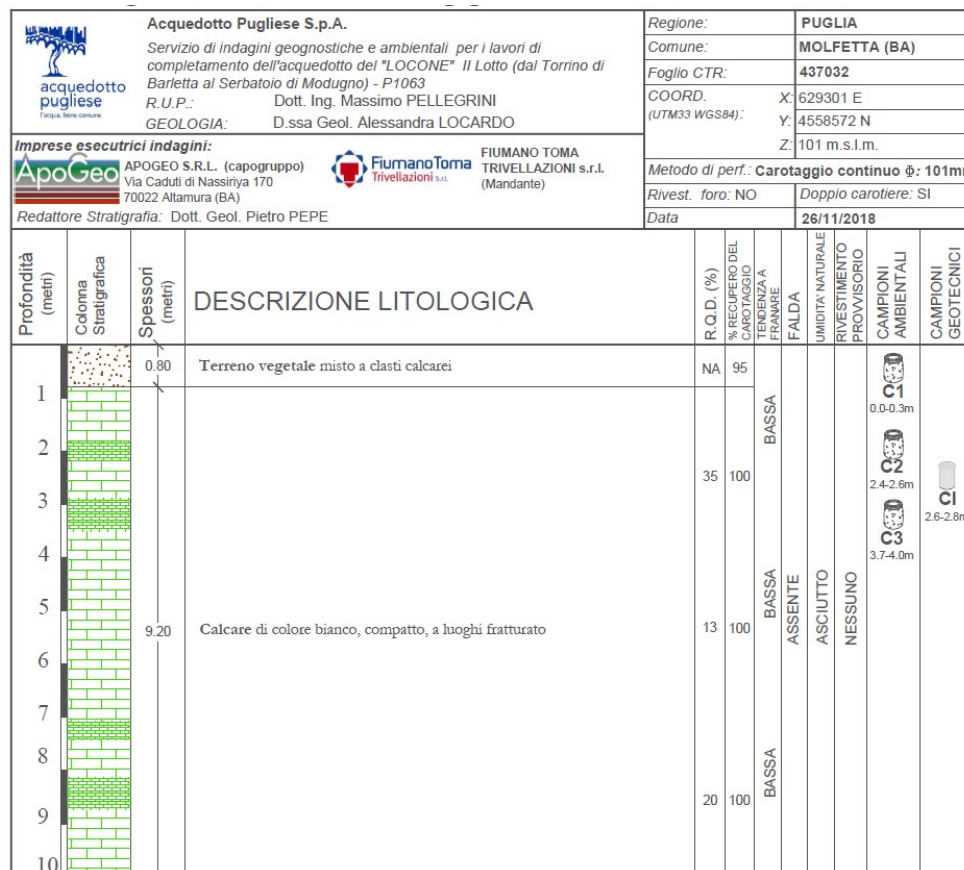 Acquedotto Pugliese S.p.A.
Servizio di indagini geognostiche e ambientali per i lavori di
completamento dell'acquedotto del "LOCONE" II Lotto (dal Torrino di
Barletta al Serbatoio di Modugno) - P1063
R.U.P.: Dott. Ing. Massimo PELLEGRINI
GEOLOGIA: D.ssa Geol. Alessandra LOCARDO
acquedotto
pugliese
l'acqua, bene comune
Regione: PUGLIA
Comune: MOLFETTA (BA)
Foglio CTR: 437032
COORD. X: 629301 E
(UTM33 WGS84): Y: 4558572 N
Z: 101 m.s.l.m.
Metodo di perf.: Carotaggio continuo Φ: 101mm
Rivest. foro: NO Doppio carotiere: SI
Data 26/11/2018
Imprese esecutrici indagini:
ApoGeo
APOGEO S.R.L. (capogruppo)
Via Caduti di Nassiriya 170
70022 Altamura (BA)
FiumanoToma
Trivellazioni s.r.l.
FIUMANO TOMA
TRIVELLAZIONI s.r.l.
(Mandante)
Redattore Stratigrafia: Dott. Geol. Pietro PEPE
Profondità
(metri)
Colonna
Stratigrafica
Spessori
(metri)
DESCRIZIONE LITOLOGICA
R.Q.D. (%)
% RECUPERO DEL
CAROTAGGIO
TENDENZA A
FRANARE
FALDA
UMIDITA' NATURALE
RIVESTIMENTO
PROVVISORIO
CAMPIONI
AMBIENTALI
CAMPIONI
GEOTECNICI
0.80 Terreno vegetale misto a clasti calcarei NA 95
1
2
3
4
5
6
7
8
9
10
9.20 Calcare di colore bianco, compatto, a luoghi fratturato
35 100
13 100
20 100
BASSA
BASSA
BASSA
ASSENTE
ASCIUTTO
NESSUNO
C1
0.0-0.3m
C2
2.4-2.6m
C3
3.7-4.0m
CI
2.6-2.8m